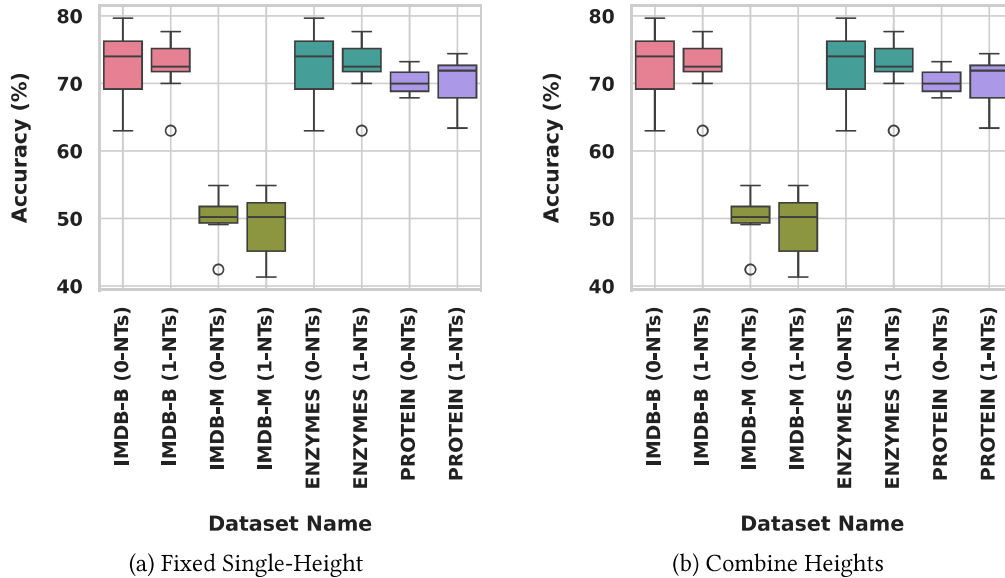 80
70
60
50
40
Accuracy (%)
IMDB-B (0-NTs)
IMDB-B (1-NTs)
IMDB-M (0-NTs)
IMDB-M (1-NTs)
ENZYMES (0-NTs)
ENZYMES (1-NTs)
PROTEIN (0-NTs)
PROTEIN (1-NTs)
Dataset Name
(a) Fixed Single-Height
80
70
60
50
40
Accuracy (%)
IMDB-B (0-NTs)
IMDB-B (1-NTs)
IMDB-M (0-NTs)
IMDB-M (1-NTs)
ENZYMES (0-NTs)
ENZYMES (1-NTs)
PROTEIN (0-NTs)
PROTEIN (1-NTs)
Dataset Name
(b) Combine Heights